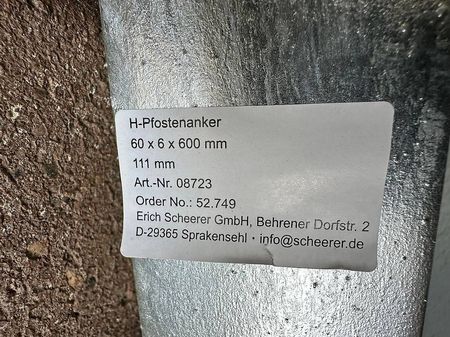 H-Pfostenanker
60 x 6 x 600 mm
111 mm
Art.-Nr. 08723
Order No.: 52.749
Erich Scheerer GmbH, Behrener Dorfstr. 2
D-29365 Sprakensehl · info@scheerer.de